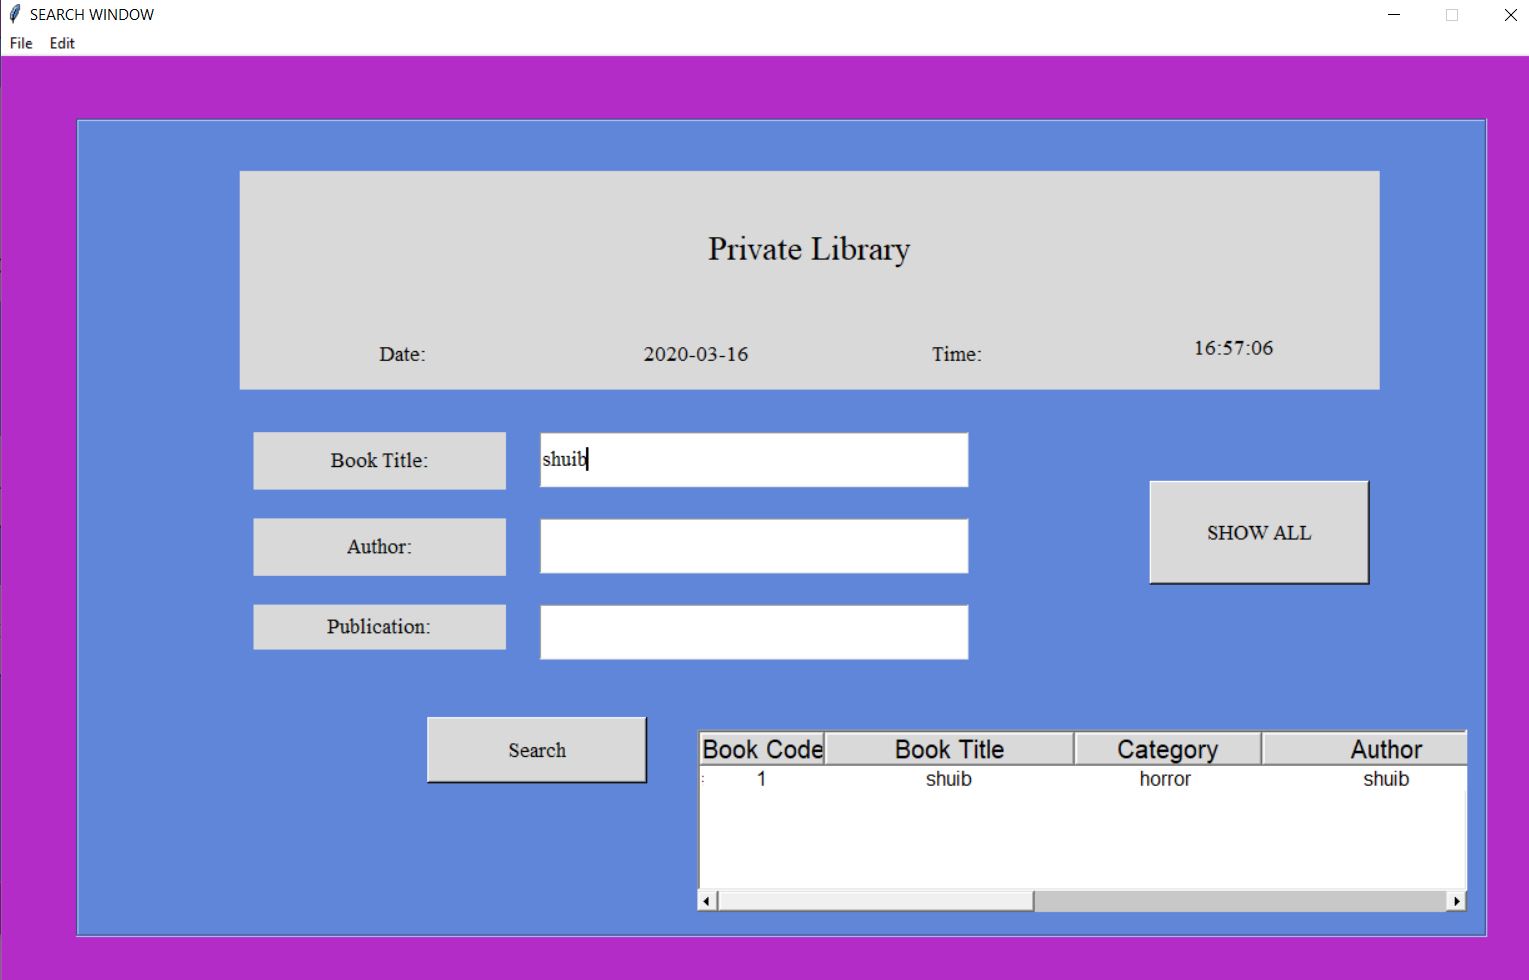 SEARCH WINDOW
File Edit
Private Library
Date: 2020-03-16 Time: 16:57:06
Book Title: shuib
Author:
SHOW ALL
Publication:
Search
Book Code Book Title Category Author
: 1 shuib horror shuib